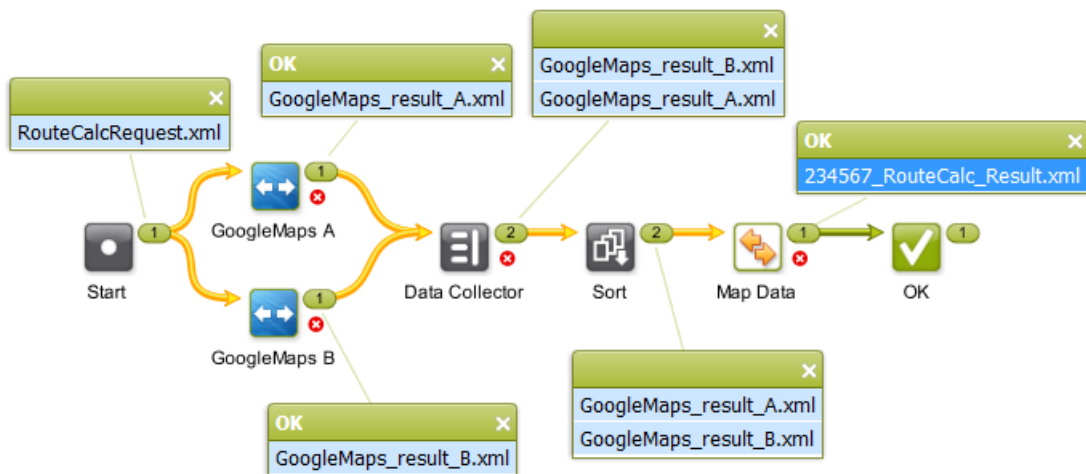 GoogleMaps_result_B.xml
GoogleMaps_result_A.xml
OK
GoogleMaps_result_A.xml
RouteCalcRequest.xml
OK
234567_RouteCalc_Result.xml
1
GoogleMaps A
1
Start
2
Data Collector
2
Sort
1
Map Data
1
OK
1
GoogleMaps B
GoogleMaps_result_A.xml
GoogleMaps_result_B.xml
OK
GoogleMaps_result_B.xml